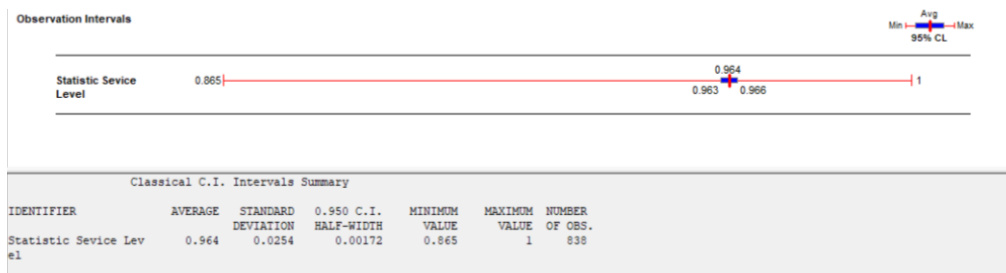 Observation Intervals
Avg
Min Max
95% CL
Statistic Sevice
Level
0.865
0.964
0.963 0.966
1
Classical C.I. Intervals Summary
IDENTIFIER AVERAGE STANDARD 0.950 C.I. MINIMUM MAXIMUM NUMBER
DEVIATION HALF-WIDTH VALUE VALUE OF OBS.
Statistic Sevice Lev 0.964 0.0254 0.00172 0.865 1 838
el